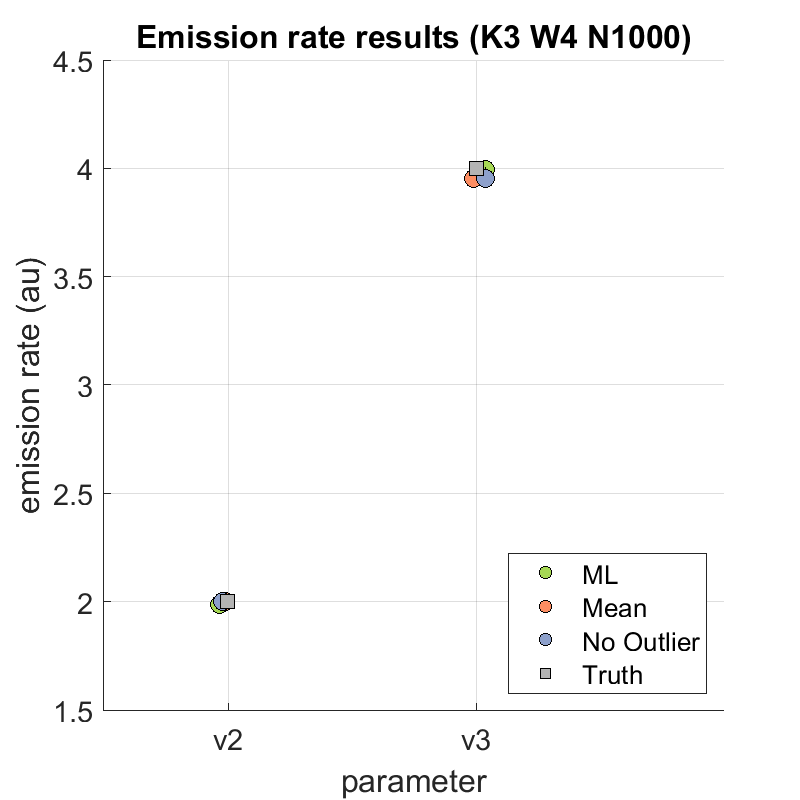 Emission rate results (K3 W4 N1000)
4.5
4
3.5
3
2.5
2
1.5
emission rate (au)
v2
v3
parameter
ML
Mean
No Outlier
Truth